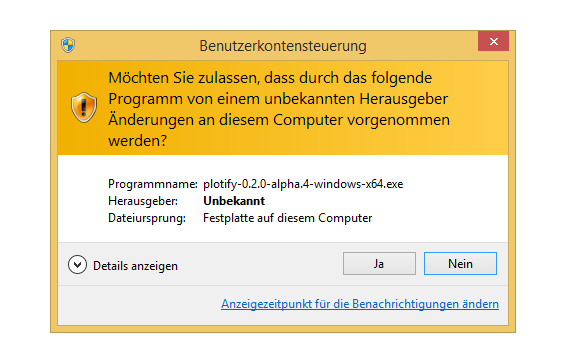 Benutzerkontensteuerung
Möchten Sie zulassen, dass durch das folgende
Programm von einem unbekannten Herausgeber
Änderungen an diesem Computer vorgenommen
werden?
Programmname: plotify-0.2.0-alpha.4-windows-x64.exe
Herausgeber: Unbekannt
Dateiursprung: Festplatte auf diesem Computer
Details anzeigen Ja Nein
Anzeigezeitpunkt für die Benachrichtigungen ändern